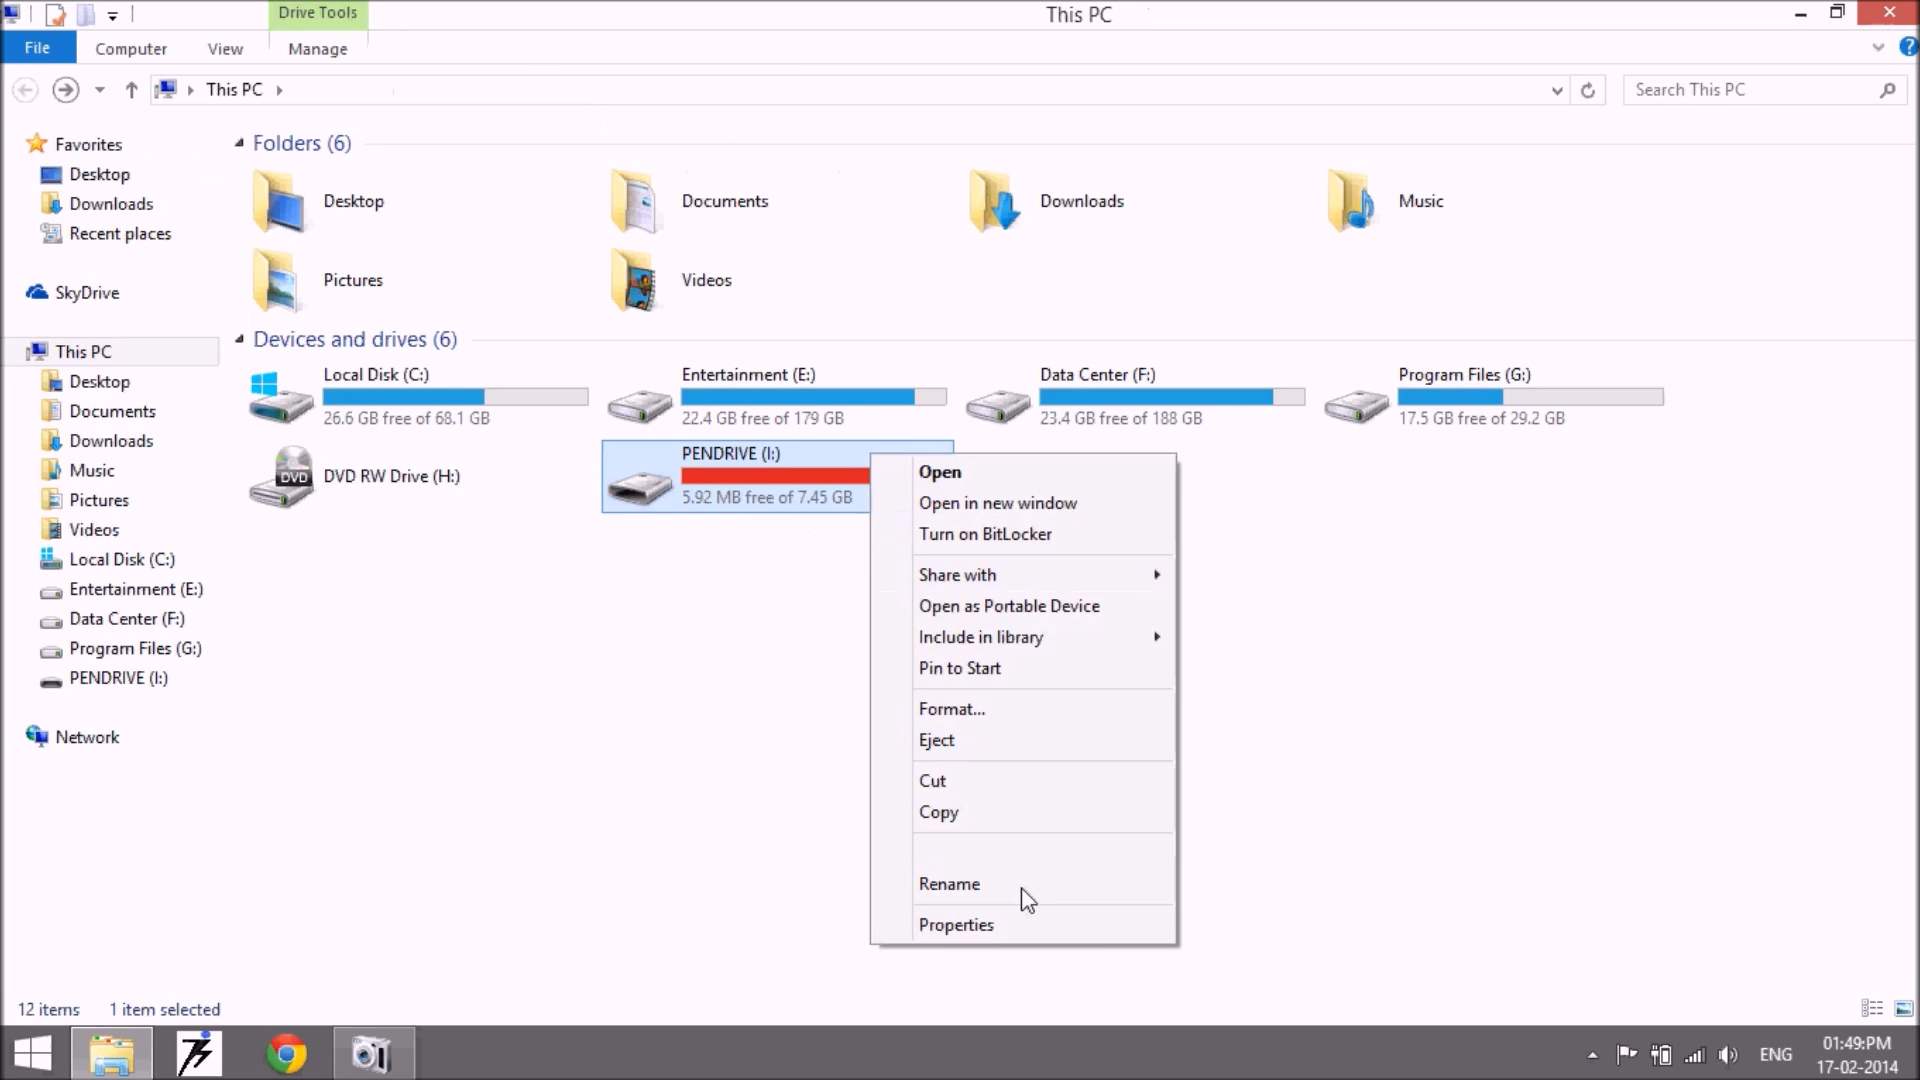 Drive Tools
This PC
File
Computer
View
Manage
?
This PC
Search This PC
Favorites
Desktop
Downloads
Recent places
SkyDrive
This PC
Desktop
Documents
Downloads
Music
Pictures
Videos
Local Disk (C:)
Entertainment (E:)
Data Center (F:)
Program Files (G:)
PENDRIVE (I:)
Network
Folders (6)
Desktop
Documents
Downloads
Music
Pictures
Videos
Devices and drives (6)
Local Disk (C:)
26.6 GB free of 68.1 GB
Entertainment (E:)
22.4 GB free of 179 GB
Data Center (F:)
23.4 GB free of 188 GB
Program Files (G:)
17.5 GB free of 29.2 GB
DVD
DVD RW Drive (H:)
PENDRIVE (I:)
5.92 MB free of 7.45 GB
Open
Open in new window
Turn on BitLocker
Share with
Open as Portable Device
Include in library
Pin to Start
Format...
Eject
Cut
Copy
Rename
Properties
12 items
1 item selected
ENG
01:49:PM
17-02-2014